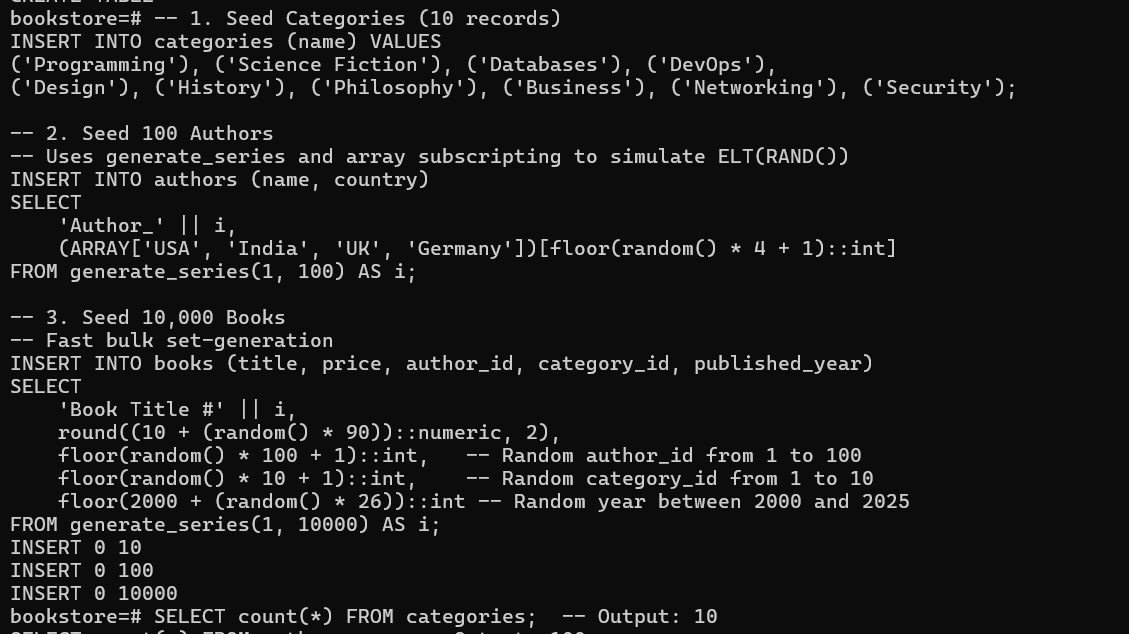 CREATE TABLE
bookstore=# -- 1. Seed Categories (10 records)
INSERT INTO categories (name) VALUES
('Programming'), ('Science Fiction'), ('Databases'), ('DevOps'),
('Design'), ('History'), ('Philosophy'), ('Business'), ('Networking'), ('Security');

-- 2. Seed 100 Authors
-- Uses generate_series and array subscripting to simulate ELT(RAND())
INSERT INTO authors (name, country)
SELECT
    'Author_' || i,
    (ARRAY['USA', 'India', 'UK', 'Germany'])[floor(random() * 4 + 1)::int]
FROM generate_series(1, 100) AS i;

-- 3. Seed 10,000 Books
-- Fast bulk set-generation
INSERT INTO books (title, price, author_id, category_id, published_year)
SELECT
    'Book Title #' || i,
    round((10 + (random() * 90))::numeric, 2),
    floor(random() * 100 + 1)::int,   -- Random author_id from 1 to 100
    floor(random() * 10 + 1)::int,    -- Random category_id from 1 to 10
    floor(2000 + (random() * 26))::int -- Random year between 2000 and 2025
FROM generate_series(1, 10000) AS i;
INSERT 0 10
INSERT 0 100
INSERT 0 10000
bookstore=# SELECT count(*) FROM categories;  -- Output: 10